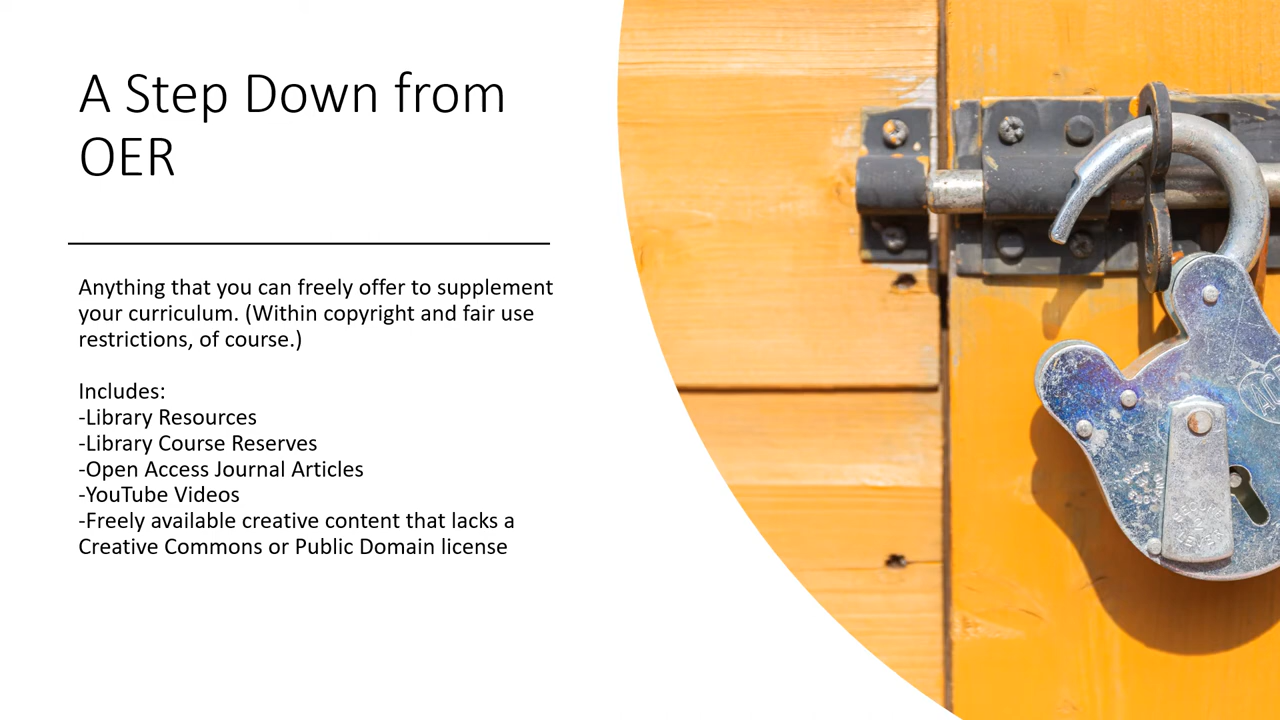 A Step Down from
OER
Anything that you can freely offer to supplement
your curriculum. (Within copyright and fair use
restrictions, of course.)
Includes:
-Library Resources
-Library Course Reserves
-Open Access Journal Articles
-YouTube Videos
-Freely available creative content that lacks a
Creative Commons or Public Domain license